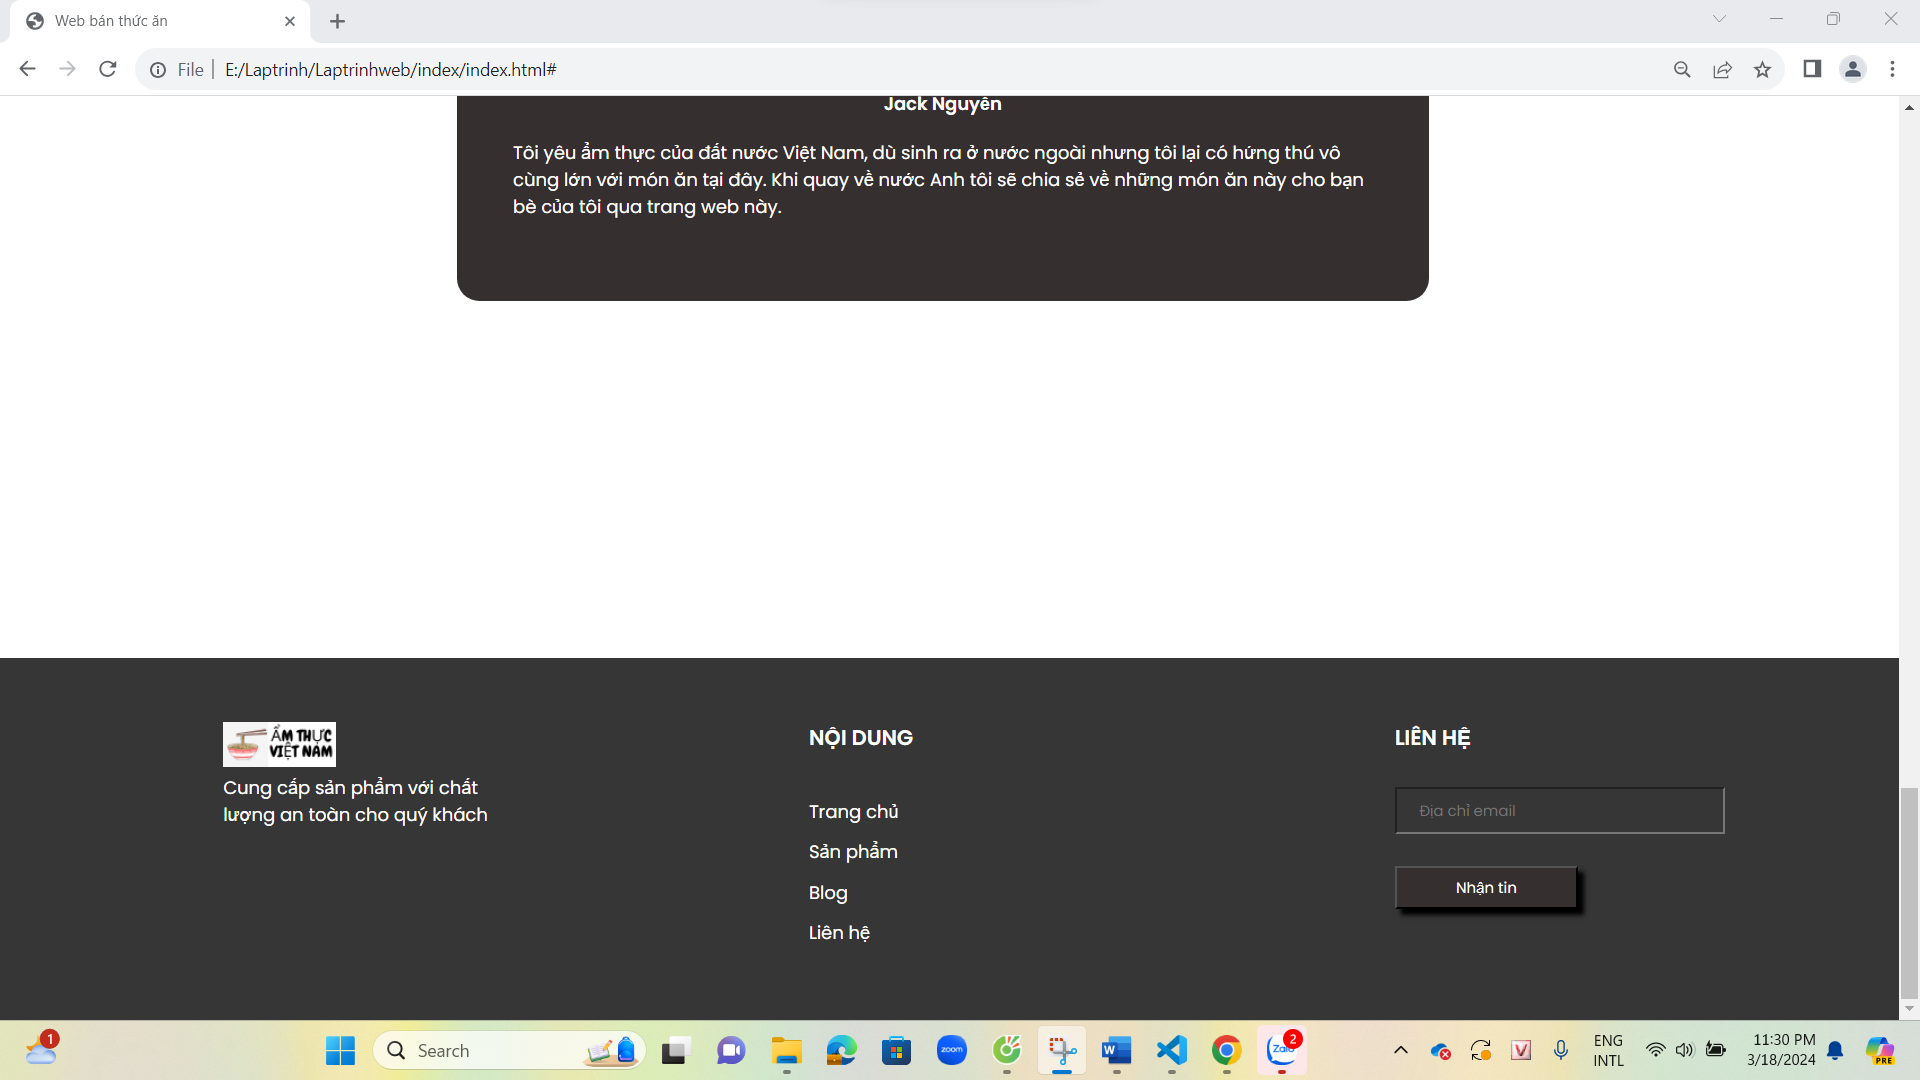 Web bán thức ăn
File
E:/Laptrinh/Laptrinhweb/index/index.html#
Jack Nguyên
Tôi yêu ẩm thực của đất nước Việt Nam, dù sinh ra ở nước ngoài nhưng tôi lại có hứng thú vô
cùng lớn với món ăn tại đây. Khi quay về nước Anh tôi sẽ chia sẻ về những món ăn này cho bạn
bè của tôi qua trang web này.
ẨM THỰC
VIỆT NAM
Cung cấp sản phẩm với chất
lượng an toàn cho quý khách
NỘI DUNG
Trang chủ
Sản phẩm
Blog
Liên hệ
LIÊN HỆ
Địa chỉ email
Nhận tin
1
Search
zoom
W
Zalo
2
V
ENG
INTL
11:30 PM
3/18/2024
PRE